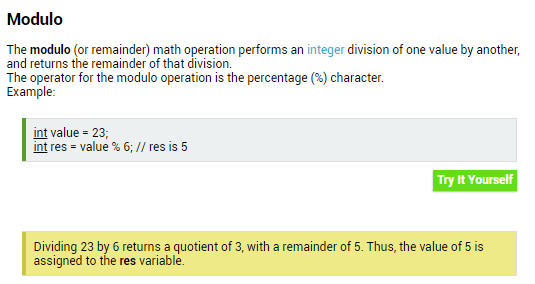 Modulo
The modulo (or remainder) math operation performs an integer division of one value by another,
and returns the remainder of that division.
The operator for the modulo operation is the percentage (%) character.
Example:
int value = 23;
int res = value % 6; // res is 5
Try It Yourself
Dividing 23 by 6 returns a quotient of 3, with a remainder of 5. Thus, the value of 5 is
assigned to the res variable.